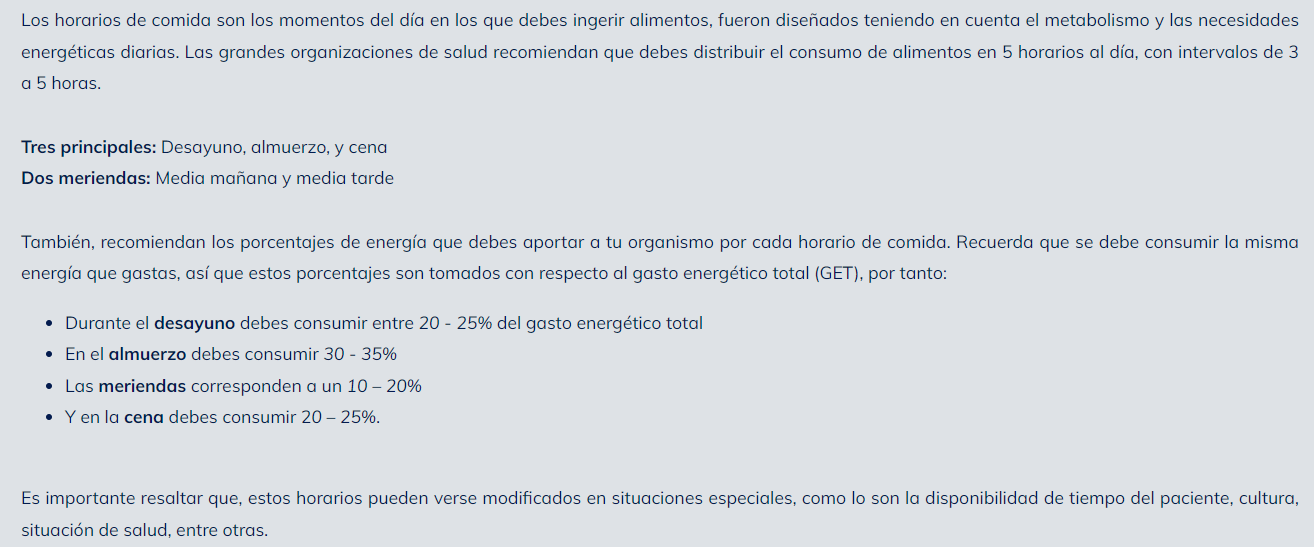 Los horarios de comida son los momentos del día en los que debes ingerir alimentos, fueron diseñados teniendo en cuenta el metabolismo y las necesidades
energéticas diarias. Las grandes organizaciones de salud recomiendan que debes distribuir el consumo de alimentos en 5 horarios al día, con intervalos de 3
a 5 horas.
Tres principales: Desayuno, almuerzo, y cena
Dos meriendas: Media mañana y media tarde
También, recomiendan los porcentajes de energía que debes aportar a tu organismo por cada horario de comida. Recuerda que se debe consumir la misma
energía que gastas, así que estos porcentajes son tomados con respecto al gasto energético total (GET), por tanto:
• Durante el desayuno debes consumir entre 20 - 25% del gasto energético total
• En el almuerzo debes consumir 30 - 35%
• Las meriendas corresponden a un 10 – 20%
• Y en la cena debes consumir 20 – 25%.
Es importante resaltar que, estos horarios pueden verse modificados en situaciones especiales, como lo son la disponibilidad de tiempo del paciente, cultura,
situación de salud, entre otras.